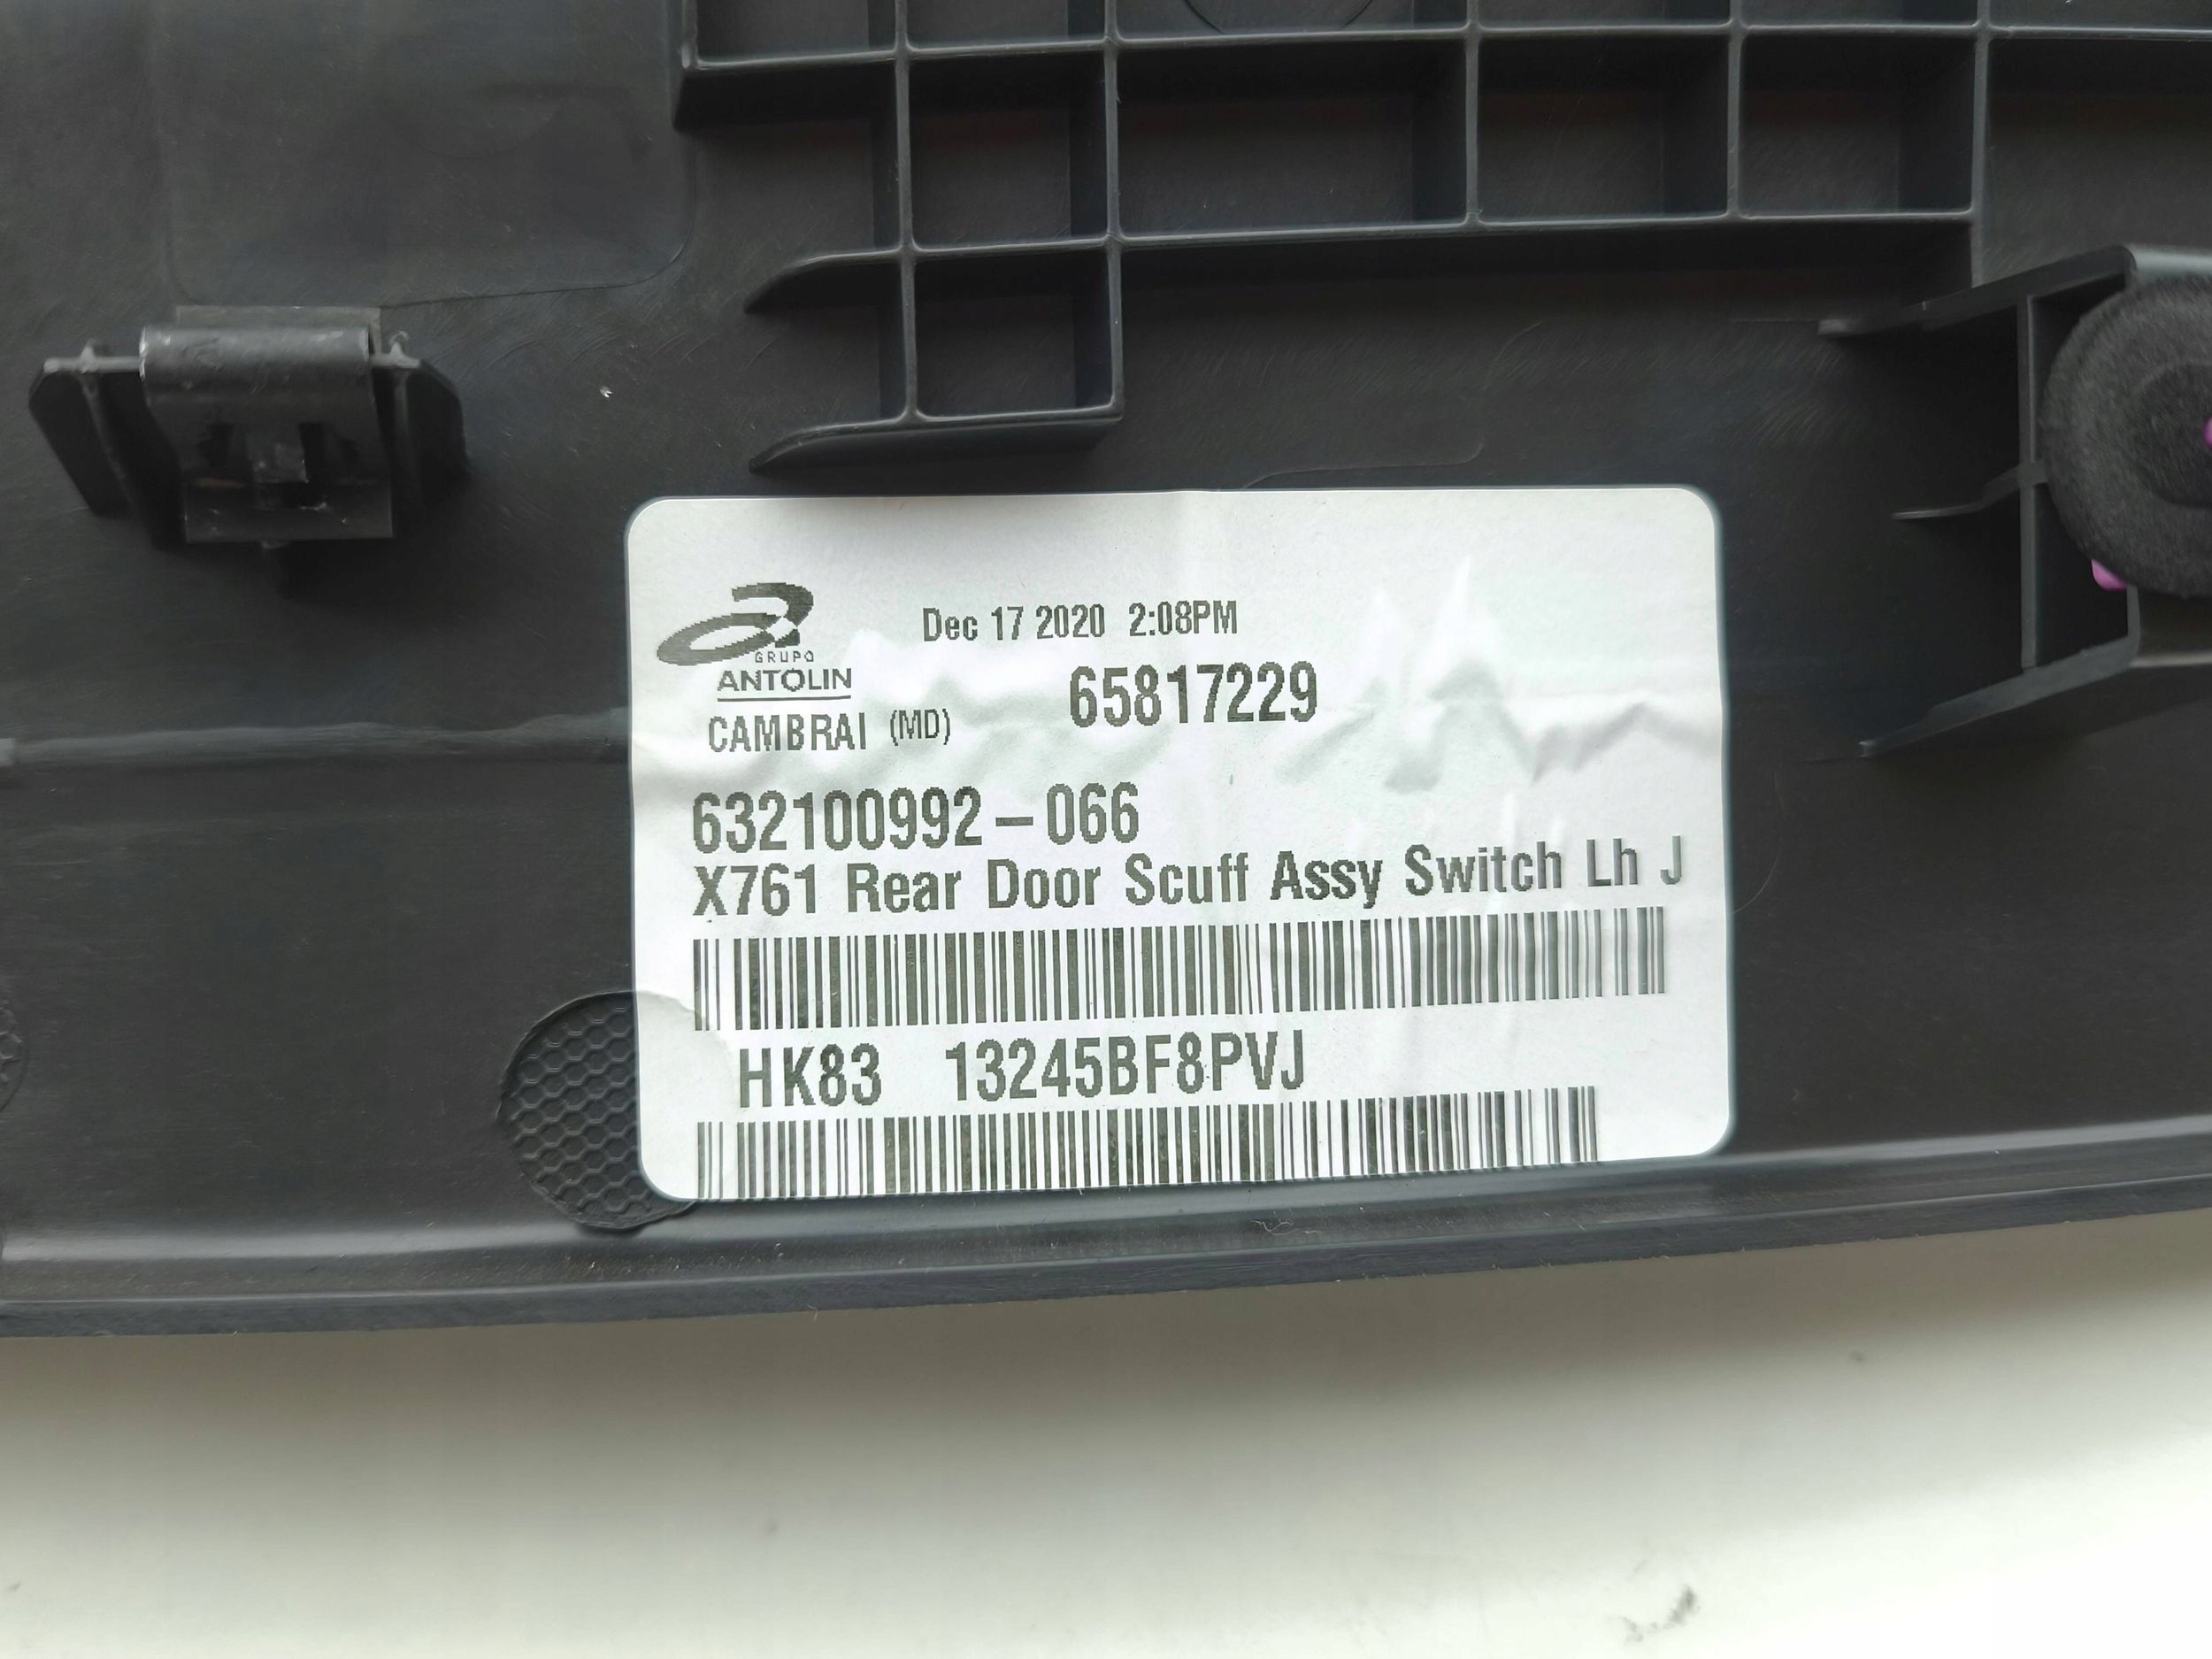 Dec 17 2020 2:08PM
GRUPO
ANTOLIN
65817229
CAMBRAI (MD)
632100992-066
X761 Rear Door Scuff Assy Switch Lh J
HK83 13245BF8PVJ